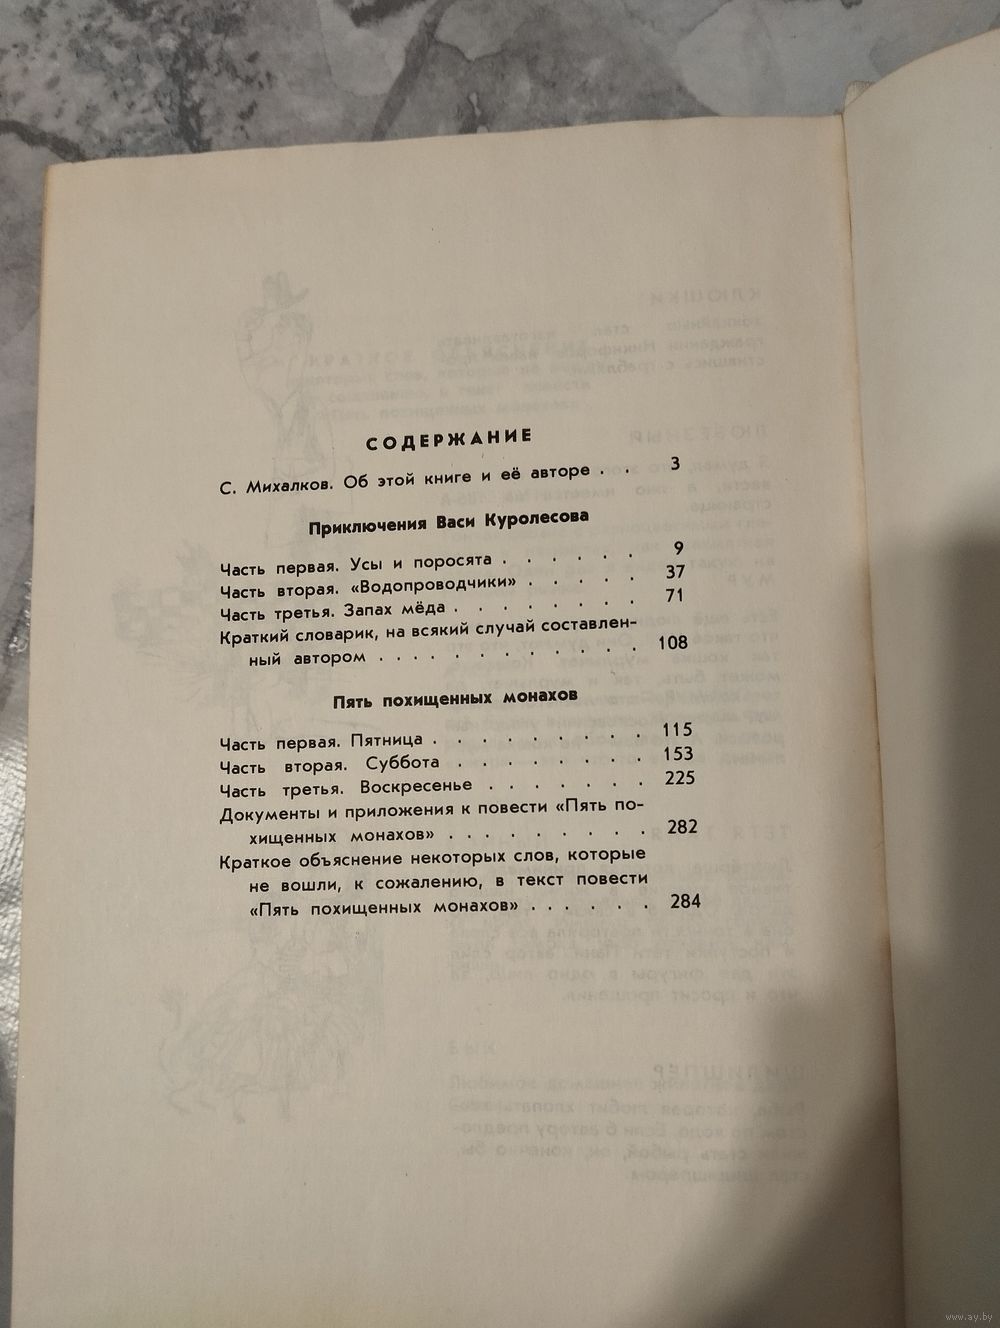 СОДЕРЖАНИЕ
С. Михалков. Об этой книге и её авторе . . 3
Приключения Васи Куролесова
Часть первая. Усы и поросята . . . . . . 9
Часть вторая. «Водопроводчики» . . . . . 37
Часть третья. Запах мёда . . . . . . . . 71
Краткий словарик, на всякий случай составлен-
ный автором . . . . . . . . . . . . 108
Пять похищенных монахов
Часть первая. Пятница . . . . . . . . . 115
Часть вторая. Суббота . . . . . . . . 153
Часть третья. Воскресенье . . . . . . . 225
Документы и приложения к повести «Пять по-
хищенных монахов» . . . . . . . . . 282
Краткое объяснение некоторых слов, которые
не вошли, к сожалению, в текст повести
«Пять похищенных монахов» . . . . . . 284
www.ay.by